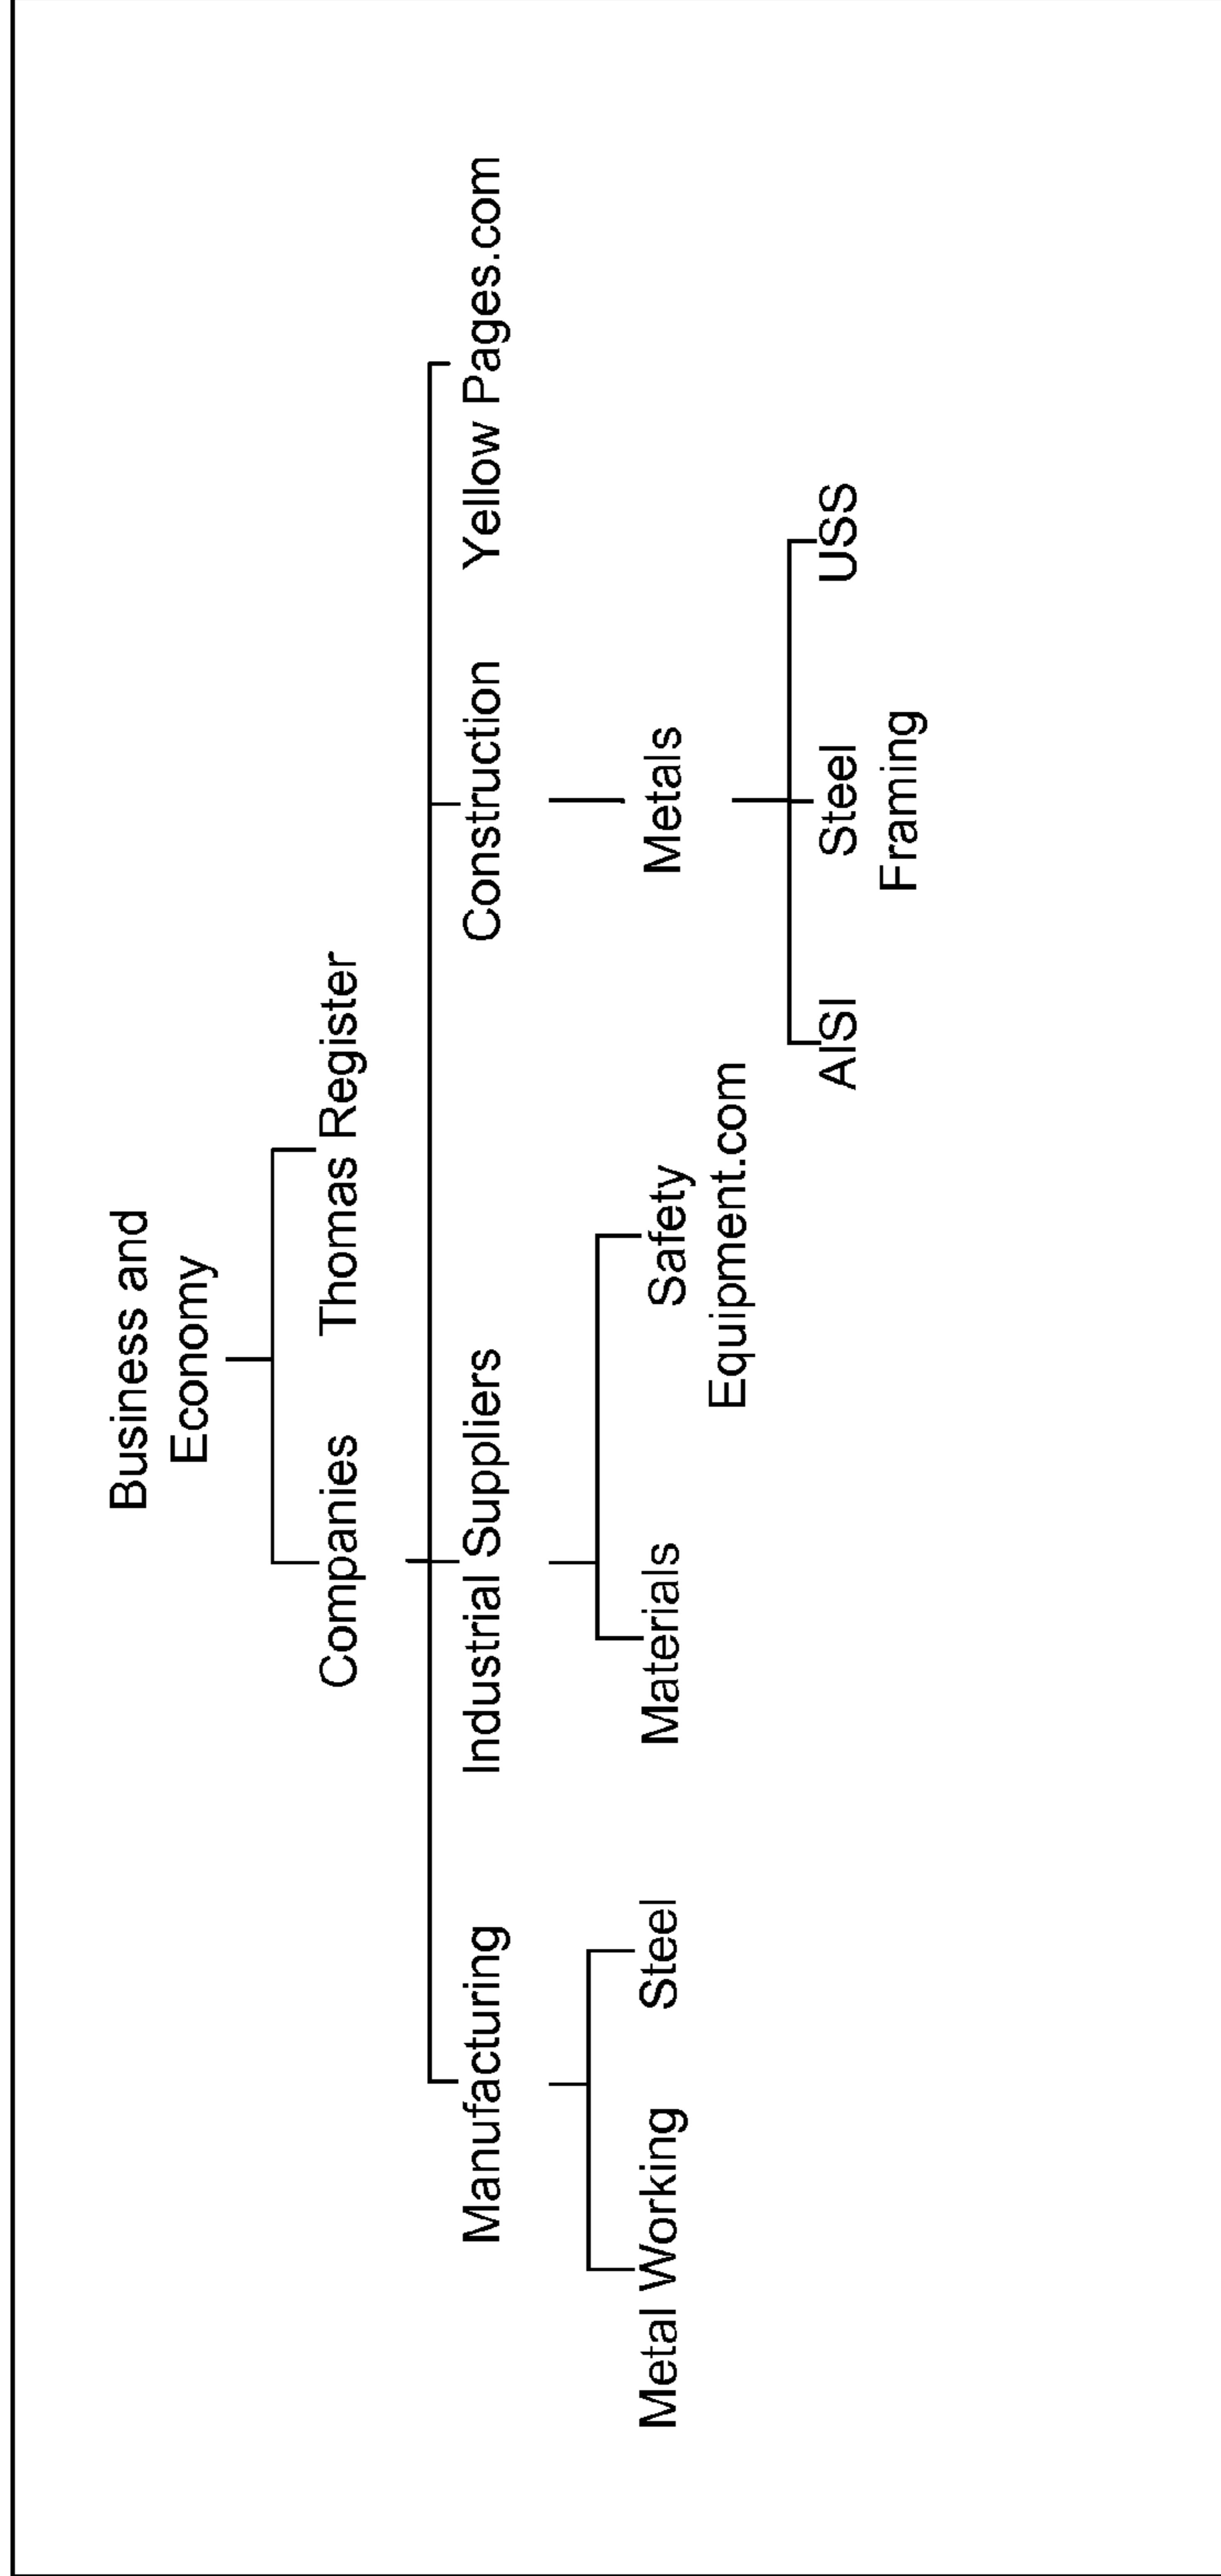 Business and
Economy
Companies
Thomas Register
Manufacturing
Industrial Suppliers
Construction
Yellow Pages.com
Metal Working
Steel
Materials
Safety
Equipment.com
Metals
AISI
Steel
Framing
USS